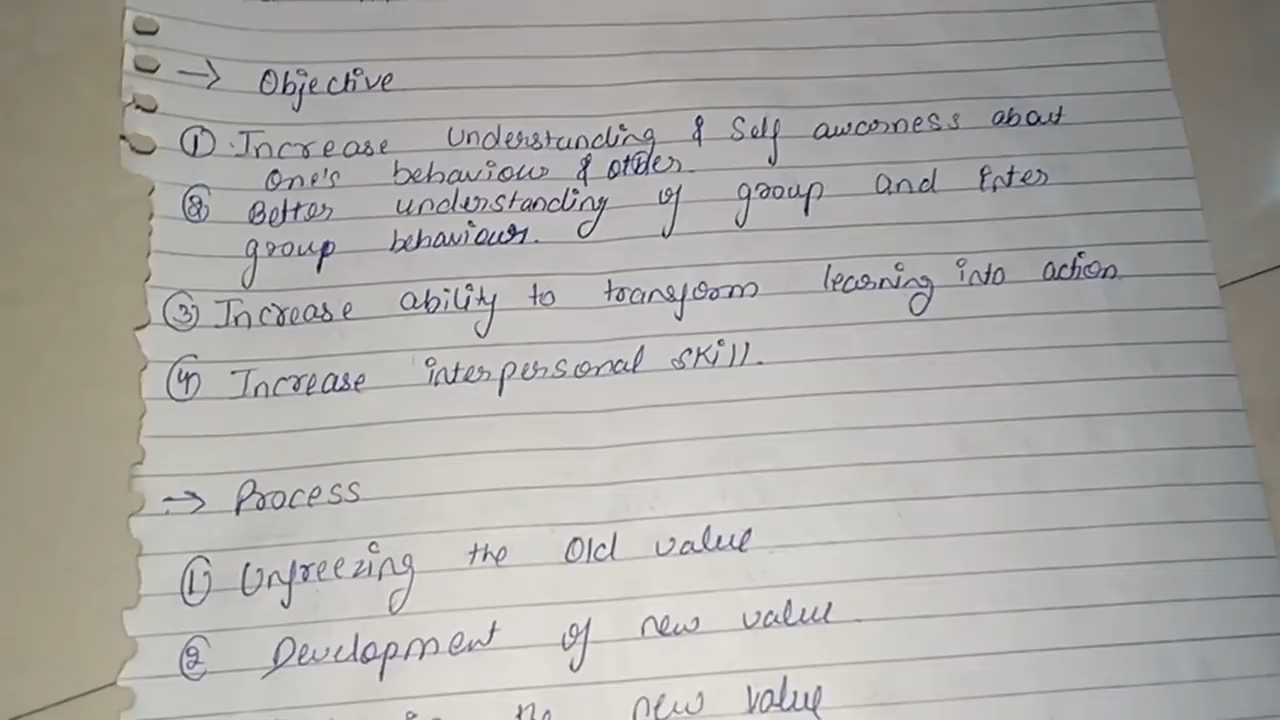 → Objective
① Increase understanding & Self awarness about
One's behaviour & other.
② Better understanding of group and inter
group behaviour.
③ Increase ability to transform learning into action
④ Increase interpersonal skill.
→ Process
① Unfreezing the Old value
② Development of new value.
new value